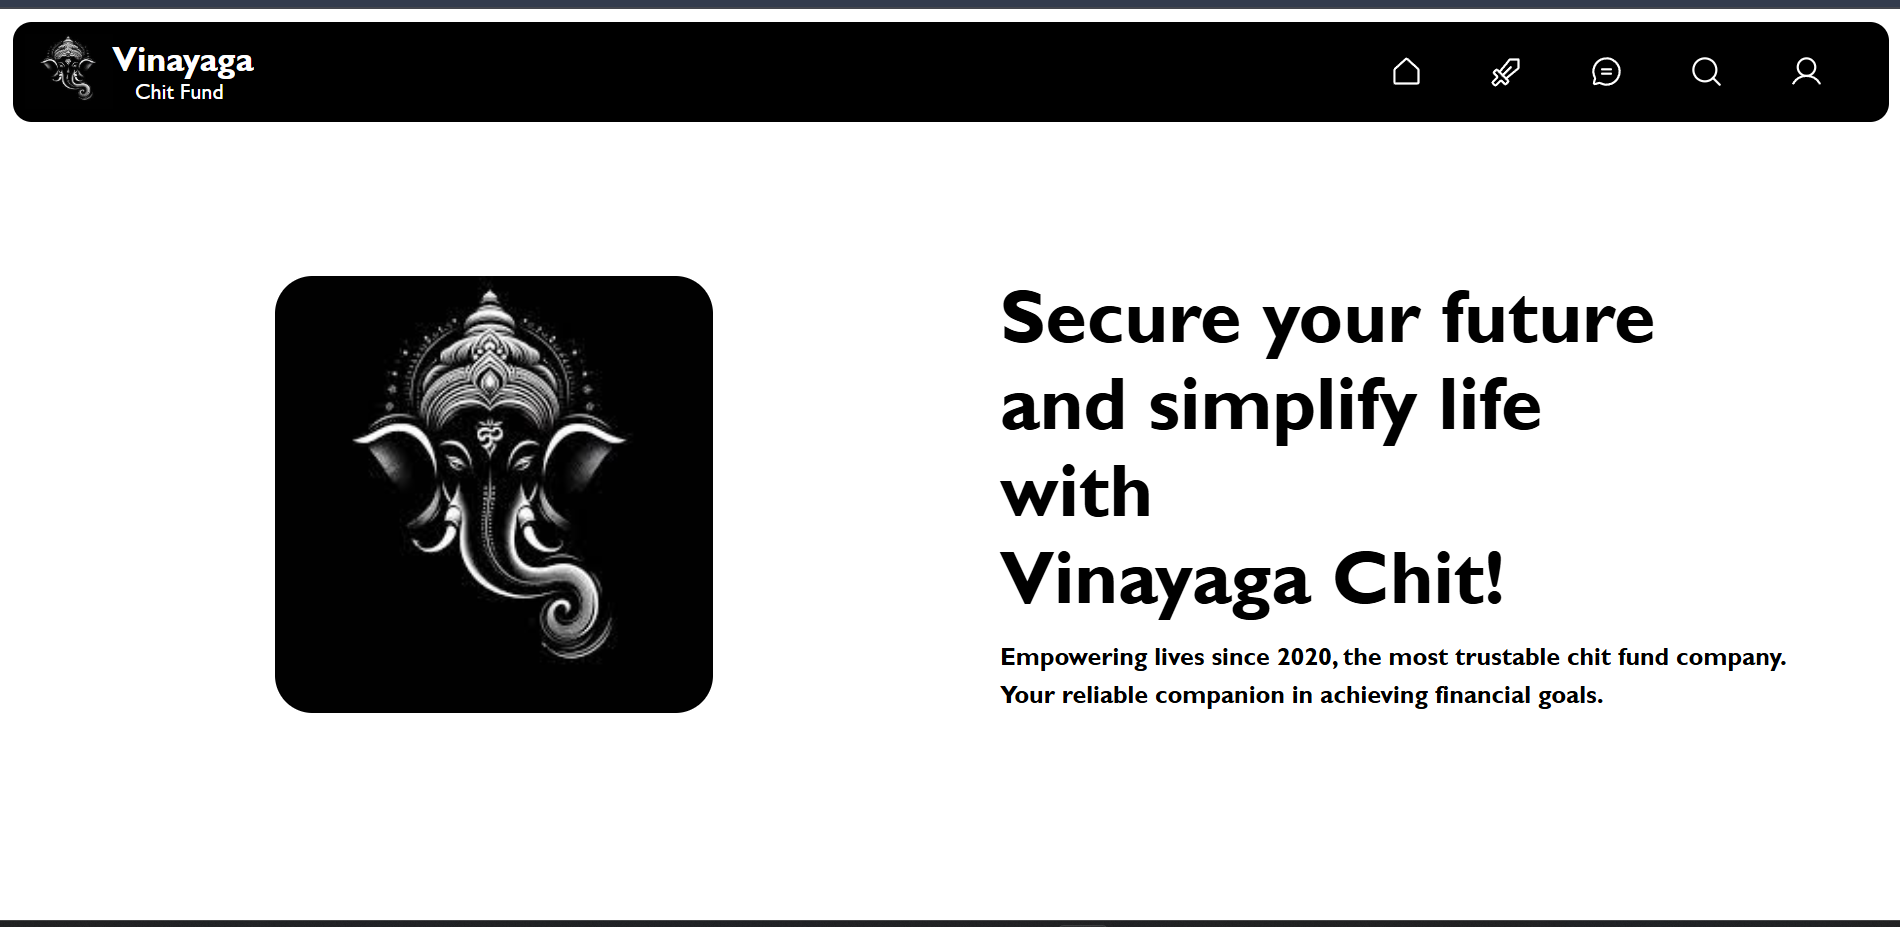 Vinayaga
Chit Fund
ॐ
Secure your future
and simplify life
with
Vinayaga Chit!
Empowering lives since 2020, the most trustable chit fund company.
Your reliable companion in achieving financial goals.